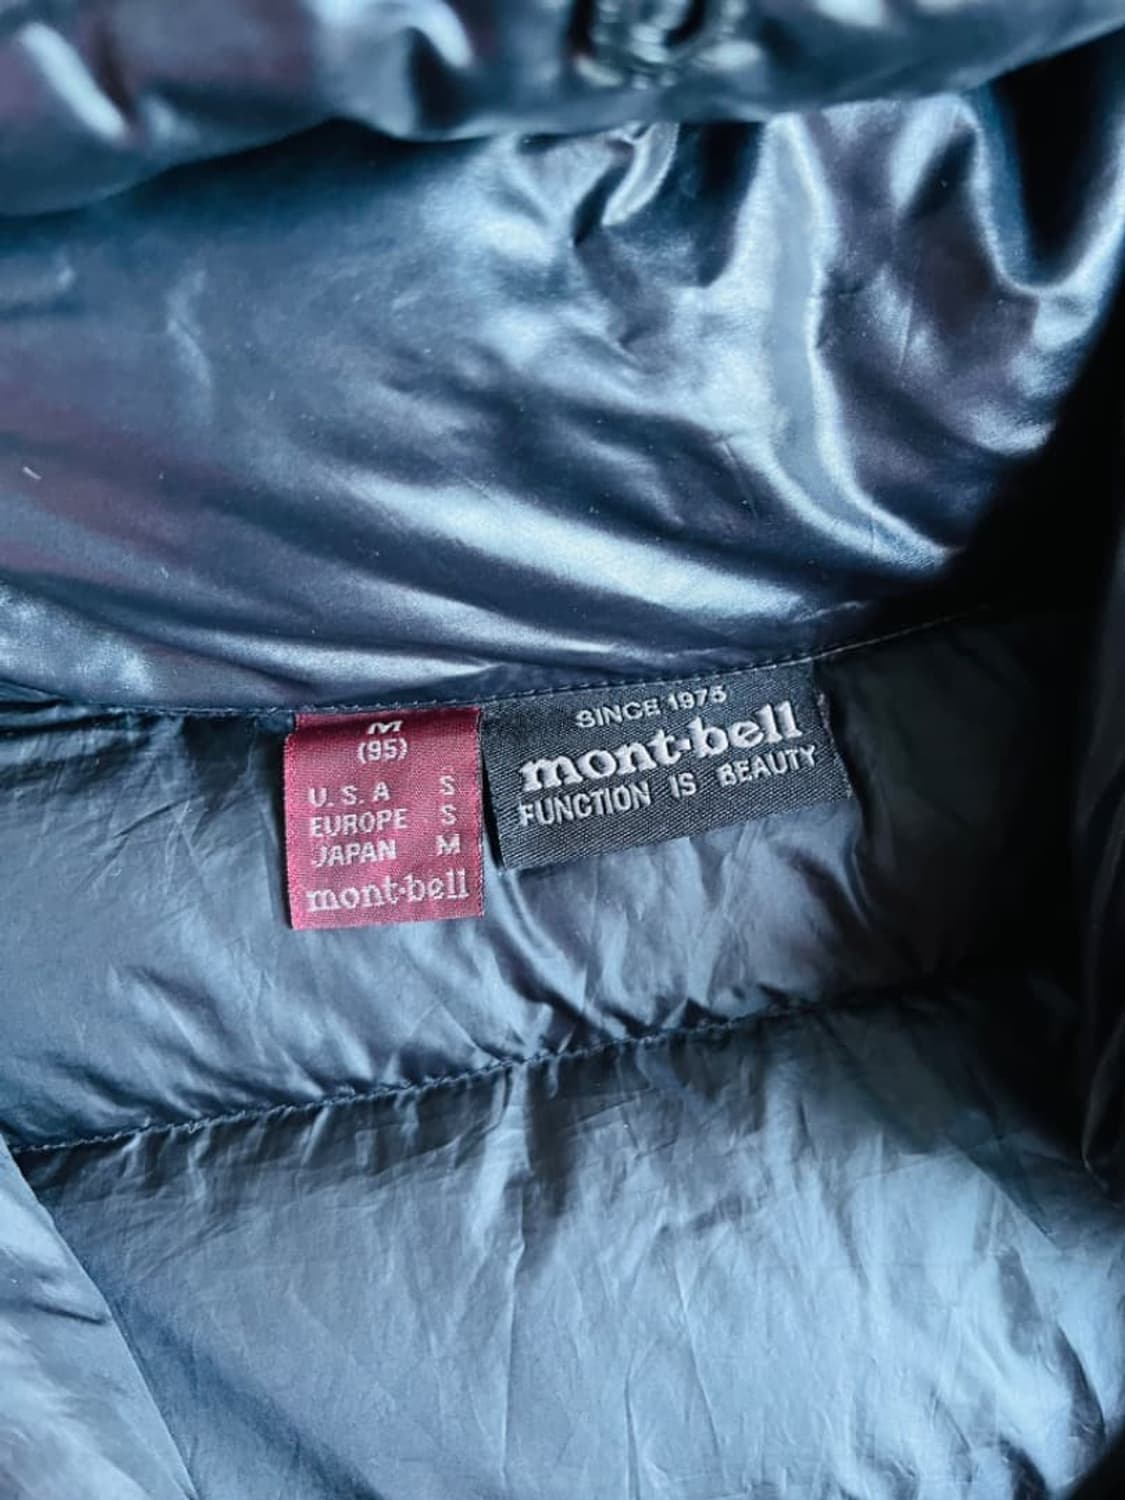 M
(95)
U.S.A S
EUROPE S
JAPAN M
mont-bell
SINCE 1975
mont-bell
FUNCTION IS BEAUTY